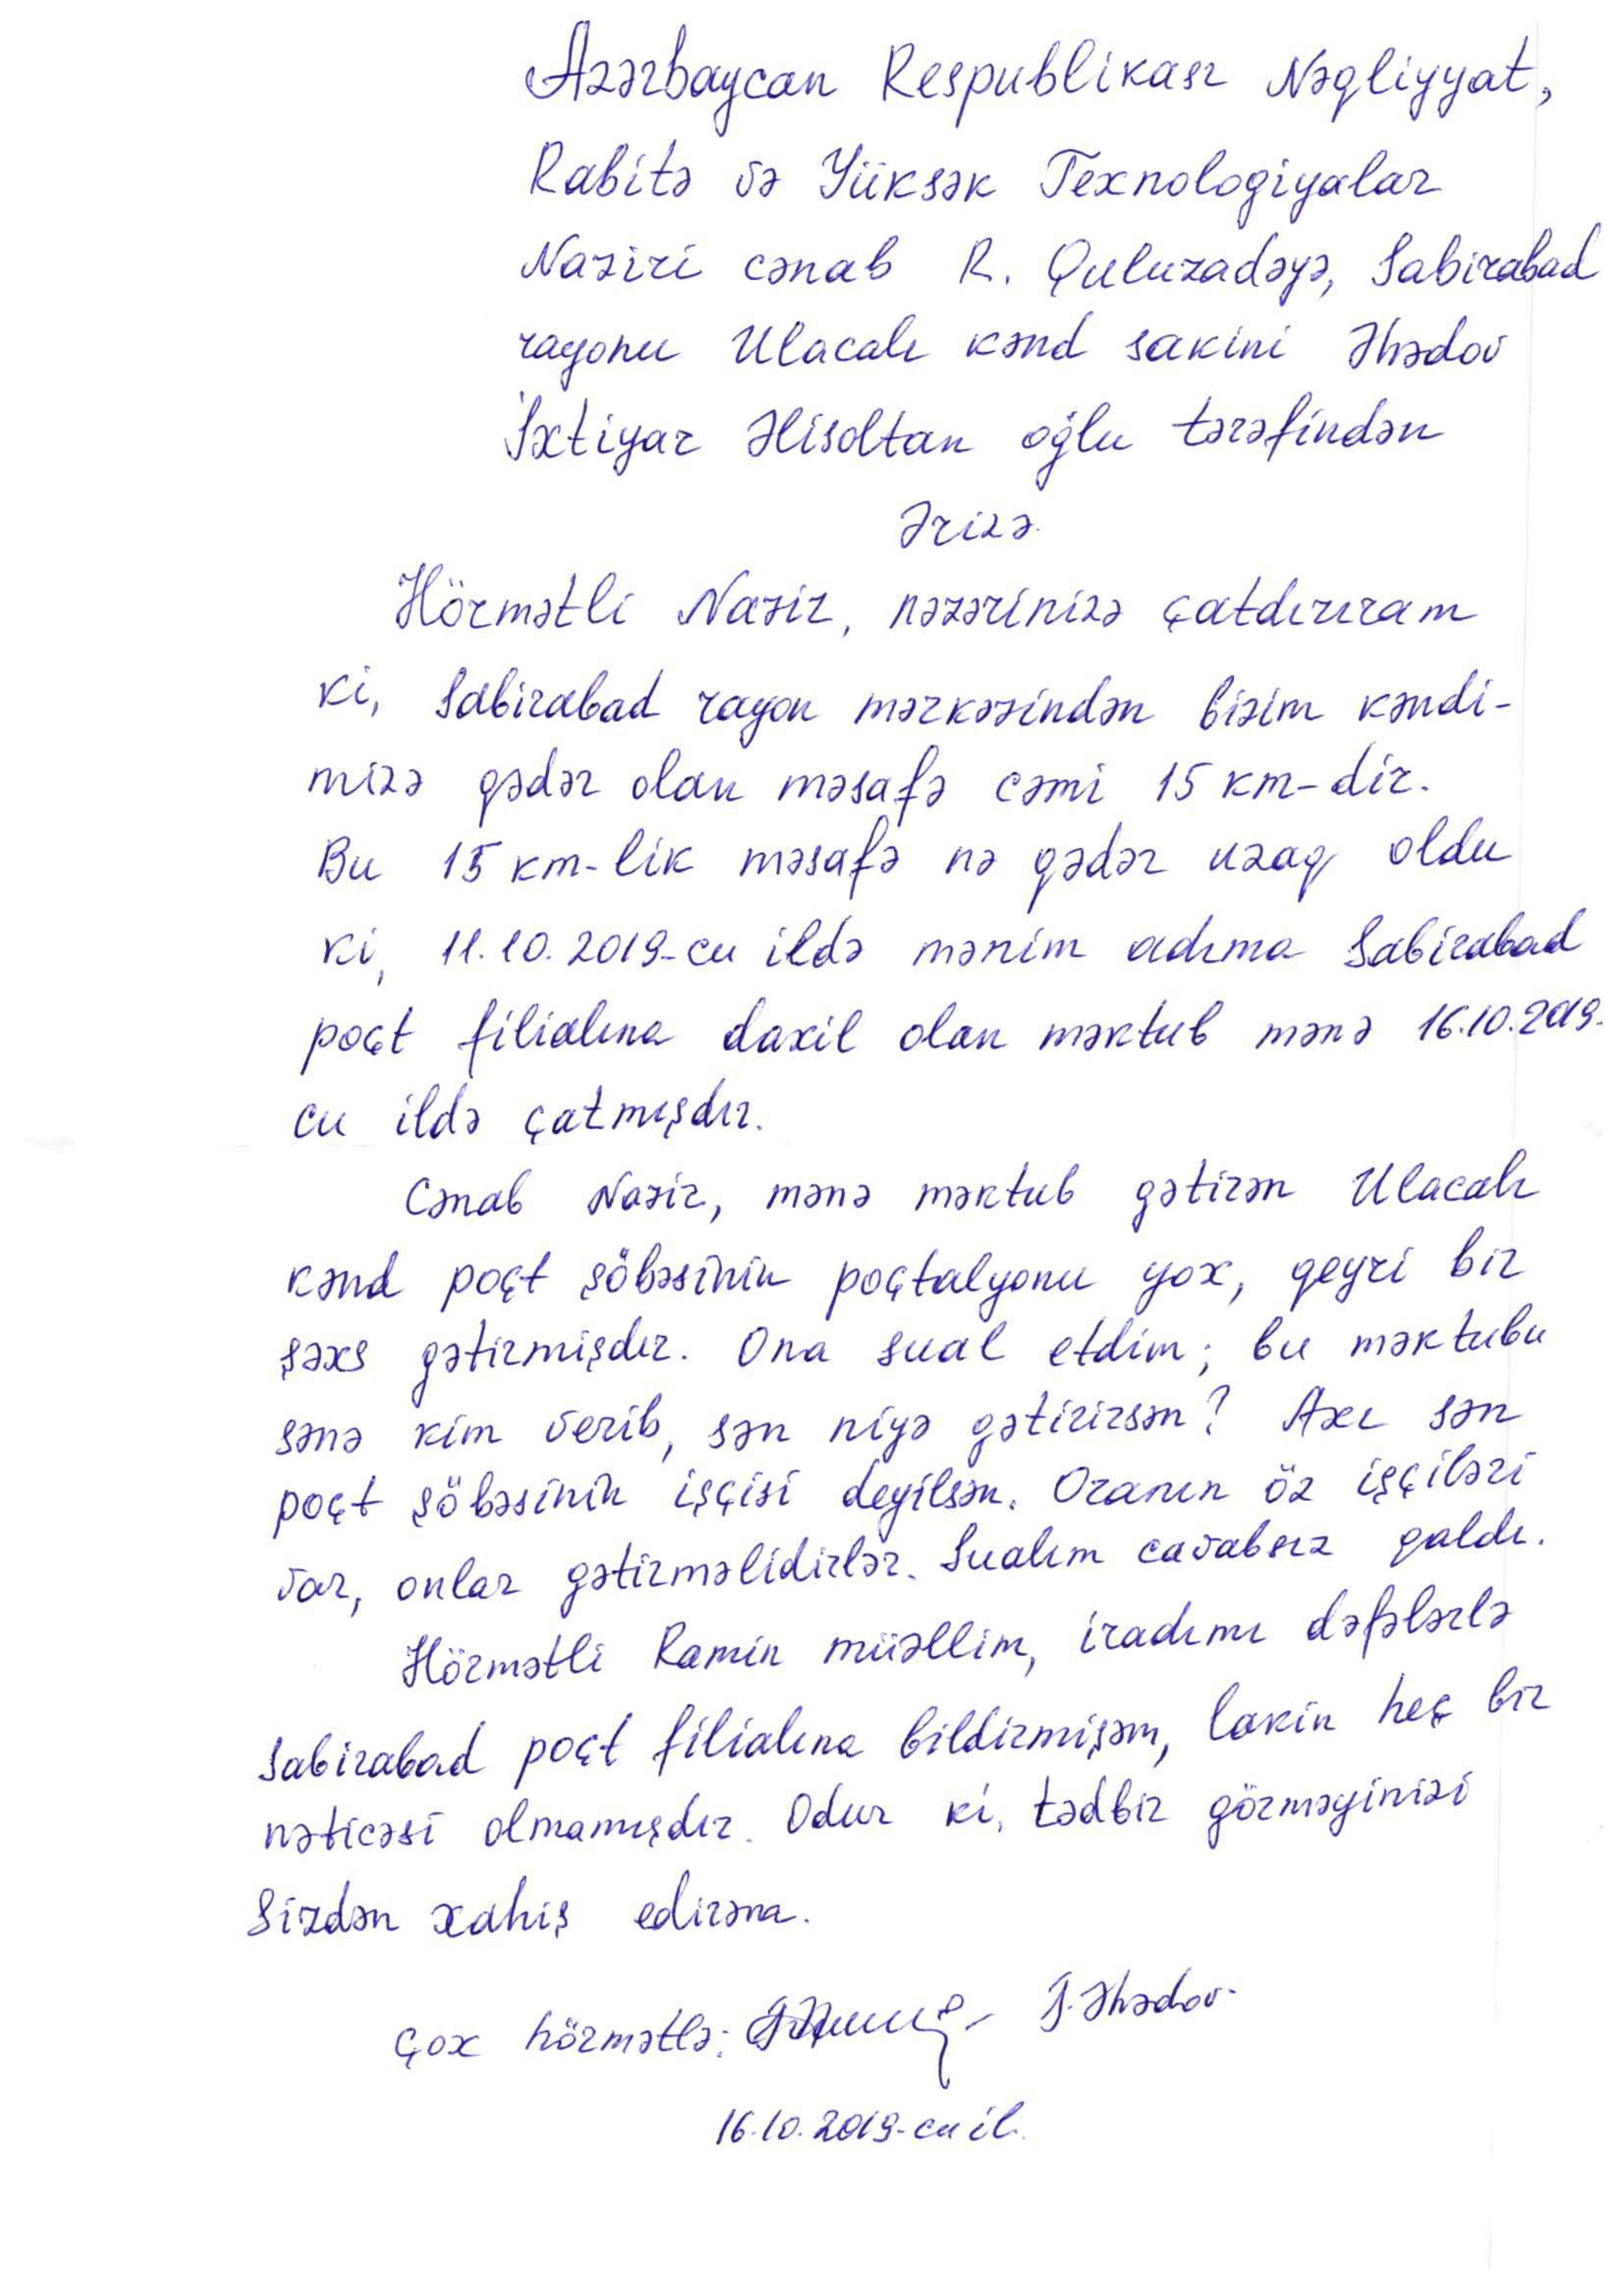 Azərbaycan Respublikası Nəqliyyat,
Rabitə və Yüksək Texnologiyalar
Naziri cənab R. Quluzadəyə, Sabirabad
rayonu Ulacalı kənd sakini Əhədov
İxtiyar Əlisoltan oğlu tərəfindən
Ərizə.
Hörmətli Nazir, nəzərinizə çatdırıram
ki, Sabirabad rayon mərkəzindən bizim kəndi-
mizə qədər olan məsafə cəmi 15 km-dir.
Bu 15 km-lik məsafə nə qədər uzaq oldu
ki, 11.10.2019-cu ildə mənim adıma Sabirabad
poçt filialına daxil olan məktub mənə 16.10.2019-
cu ildə çatmışdır.
Cənab Nazir, mənə məktub gətirən Ulacalı
kənd poçt şöbəsinin poçtalyonu yox, qeyri bir
şəxs gətirmişdir. Ona sual etdim; bu məktubu
sənə kim verib, sən niyə gətirirsən? Axı sən
poçt şöbəsinin işçisi deyilsən. Oranın öz işçiləri
var, onlar gətirməlidirlər. Sualım cavabsız qaldı.
Hörmətli Ramin müəllim, iradımı dəfələrlə
Sabirabad poçt filialına bildirmişəm, lakin heç bir
nəticəsi olmamışdır. Odur ki, tədbir görməyinizi
Sizdən xahiş edirəm.
Çox hörmətlə: İ. Əhədov.
16.10.2019-cu il.